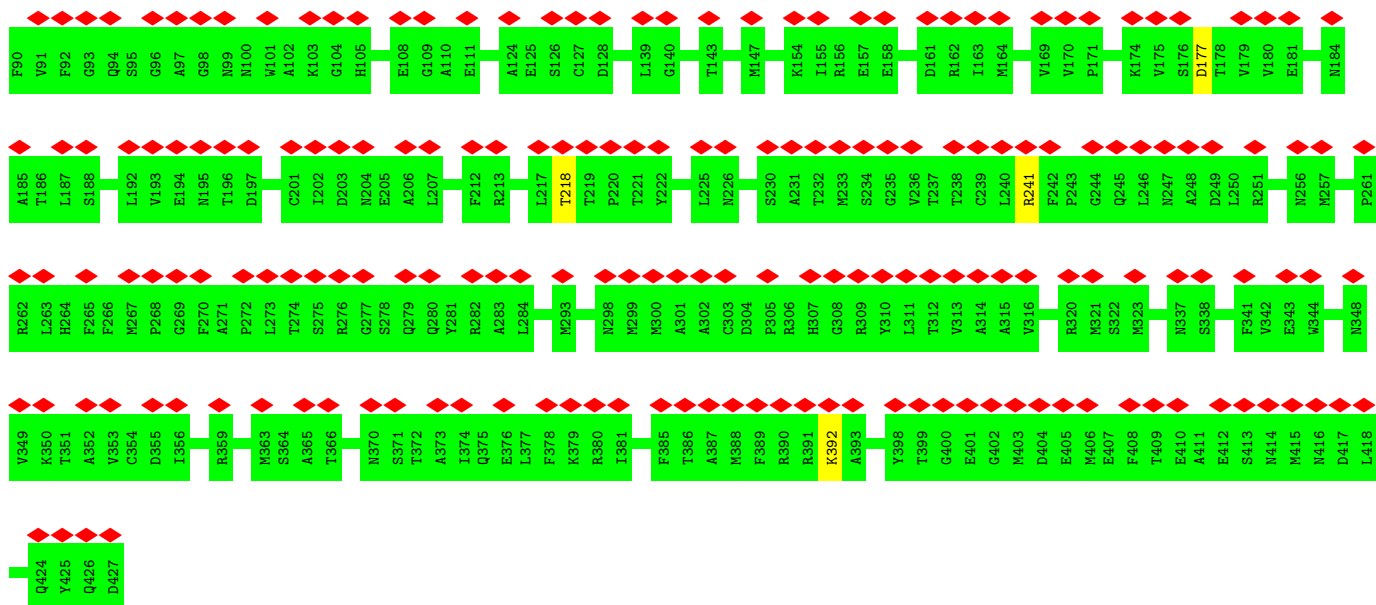 F90 V91 F92 G93 Q94 S95 G96 A97 G98 N99 N100 W101 A102 K103 G104 H105 E108 G109 A110 E111 A124 E125 S126 C127 D128 L139 G140 T143 M147 K154 I155 R156 E157 E158 D161 R162 I163 M164 V169 V170 P171 K174 V175 S176 D177 T178 V179 V180 E181 N184
A185 T186 L187 S188 L192 V193 E194 N195 T196 D197 C201 I202 D203 N204 E205 A206 L207 F212 R213 L217 T218 T219 P220 T221 Y222 L225 N226 S230 A231 T232 M233 S234 G235 V236 T237 T238 C239 L240 R241 F242 P243 G244 Q245 L246 N247 A248 D249 L250 R251 N256 M257 P261
R262 L263 H264 F265 F266 M267 P268 G269 F270 A271 P272 L273 T274 S275 R276 G277 S278 Q279 Q280 Y281 R282 A283 L284 M293 N298 M299 M300 A301 A302 C303 D304 P305 R306 H307 G308 R309 Y310 L311 T312 V313 A314 A315 V316 R320 M321 S322 M323 N337 S338 F341 V342 E343 W344 N348
V349 K350 T351 A352 V353 C354 D355 I356 R359 M363 S364 A365 T366 N370 S371 T372 A373 I374 Q375 E376 L377 F378 K379 R380 I381 F385 T386 A387 M388 F389 R390 R391 K392 A393 Y398 T399 G400 E401 G402 M403 D404 E405 M406 E407 F408 T409 E410 A411 E412 S413 N414 M415 N416 D417 L418
Q424 Y425 Q426 D427